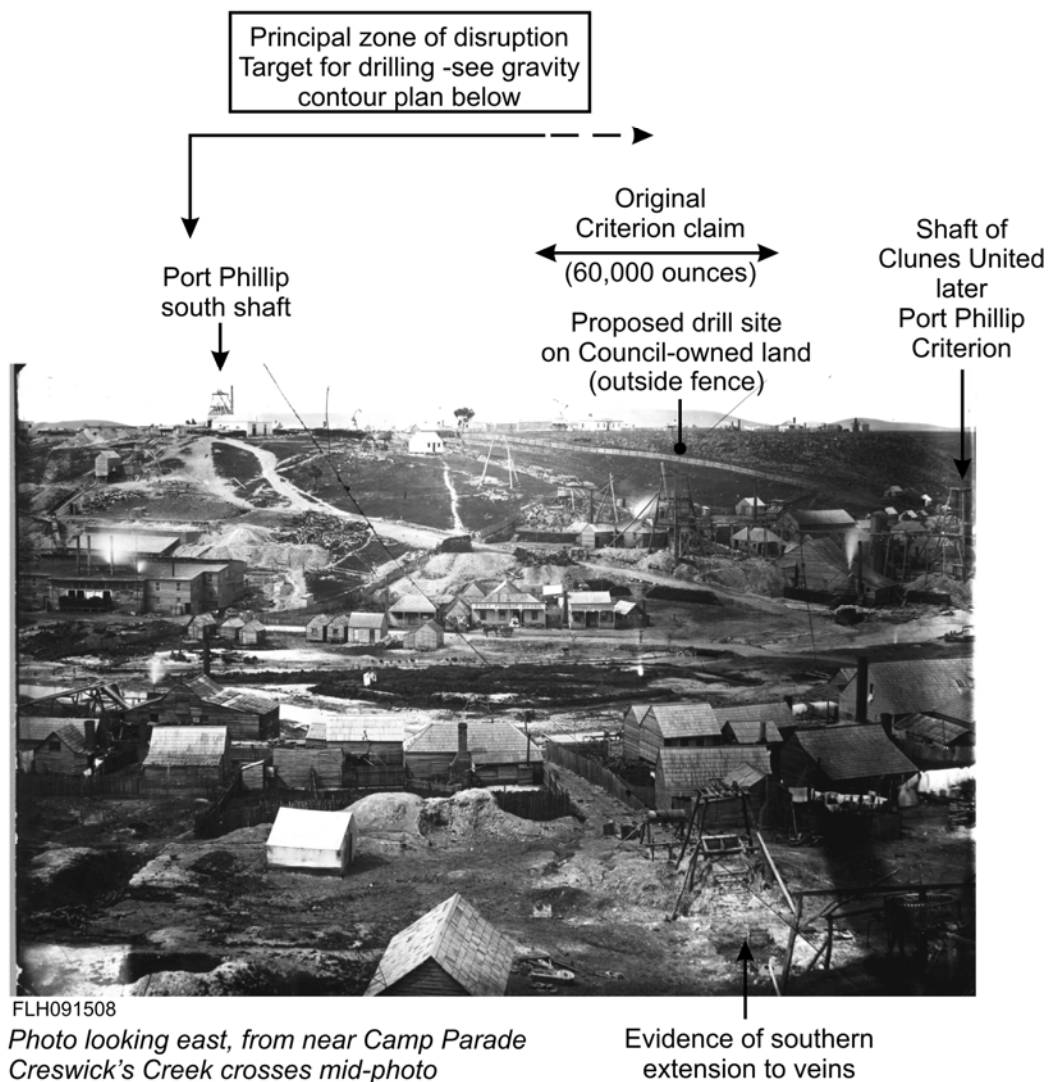 Principal zone of disruption
Target for drilling -see gravity
contour plan below
Original
Criterion claim
(60,000 ounces)
Port Phillip
south shaft
Proposed drill site
on Council-owned land
(outside fence)
Shaft of
Clunes United
later
Port Phillip
Criterion
FLH091508
Photo looking east, from near Camp Parade
Creswick's Creek crosses mid-photo
Evidence of southern
extension to veins